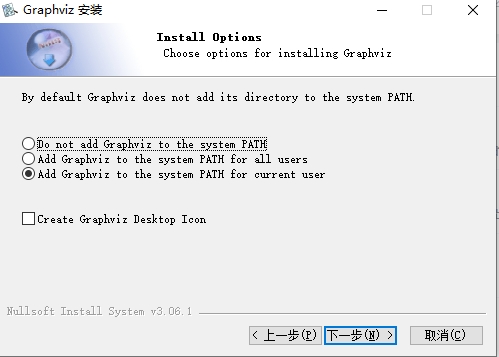 Graphviz 安装
Install Options
Choose options for installing Graphviz
By default Graphviz does not add its directory to the system PATH.
Do not add Graphviz to the system PATH
Add Graphviz to the system PATH for all users
Add Graphviz to the system PATH for current user
Create Graphviz Desktop Icon
Nullsoft Install System v3.06.1
< 上一步(P) 下一步(N) > 取消(C)